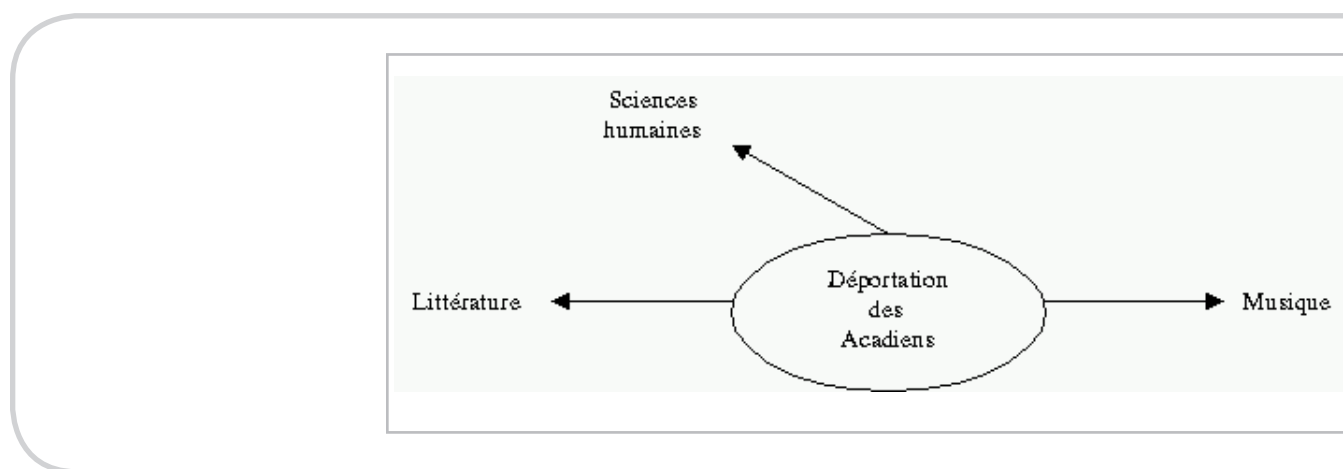 Sciences
humaines
Littérature
Déportation
des
Acadiens
Musique